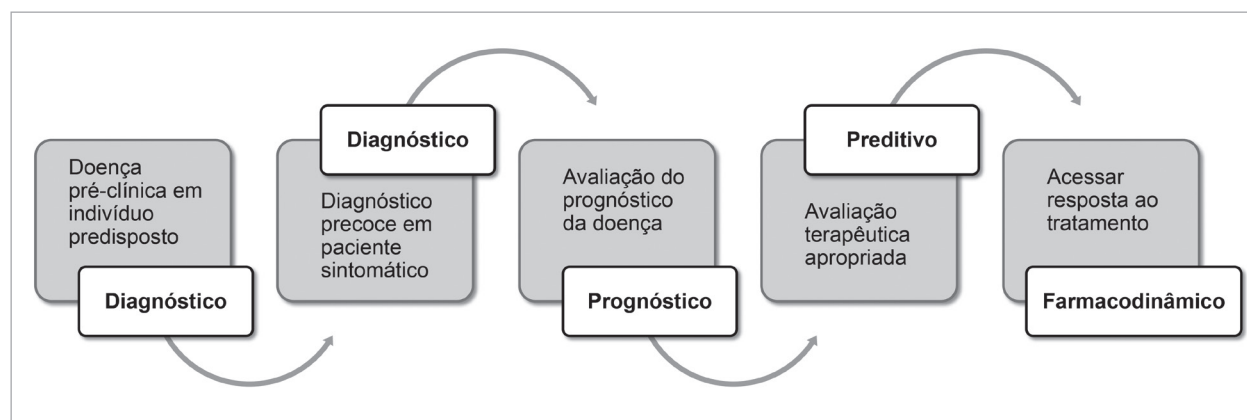 Doença
pré-clínica em
indivíduo
predisposto
Diagnóstico
Diagnóstico
Diagnóstico
precoce em
paciente
sintomático
Avaliação do
prognóstico
da doença
Prognóstico
Preditivo
Avaliação
terapêutica
apropriada
Acessar
resposta ao
tratamento
Farmacodinâmico